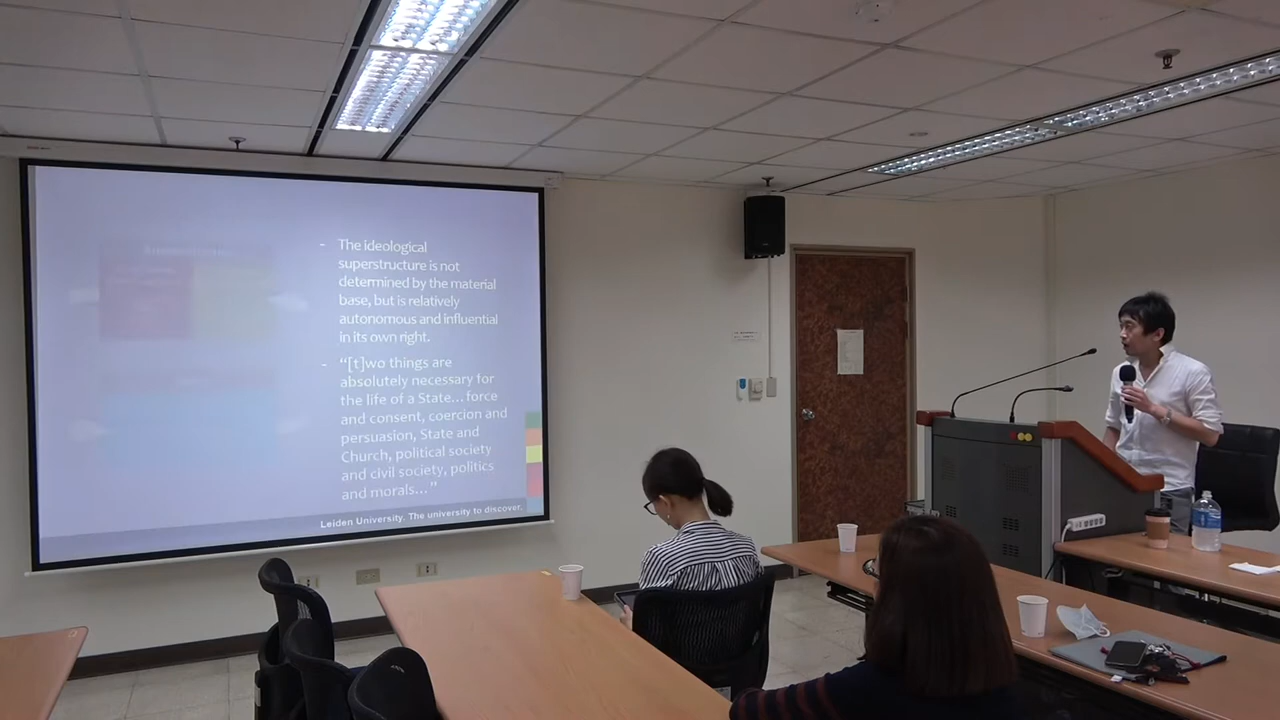 - The ideological
superstructure is not
determined by the material
base, but is relatively
autonomous and influential
in its own right.
- “[t]wo things are
absolutely necessary for
the life of a State... force
and consent, coercion and
persuasion, State and
Church, political society
and civil society, politics
and morals... ”
Leiden University. The university to discover.